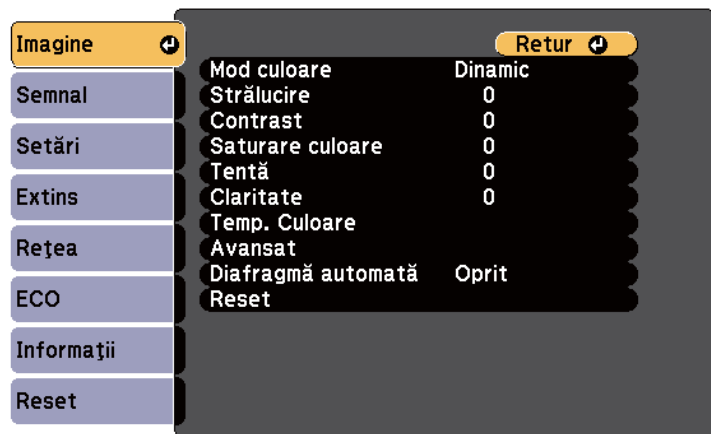 Imagine
Semnal
Setări
Extins
Reţea
ECO
Informaţii
Reset
Retur
Mod culoare Dinamic
Strălucire 0
Contrast 0
Saturare culoare 0
Tentă 0
Claritate 0
Temp. Culoare
Avansat
Diafragmă automată Oprit
Reset